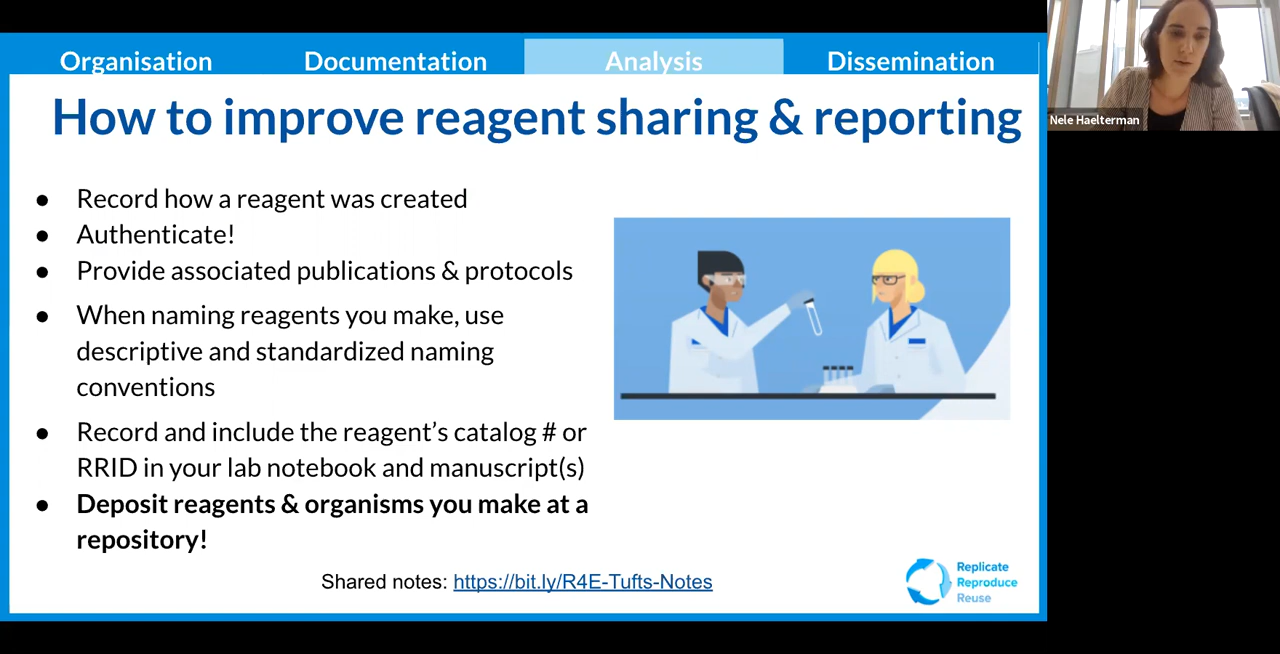 Organisation Documentation Analysis Dissemination
How to improve reagent sharing & reporting
● Record how a reagent was created
● Authenticate!
● Provide associated publications & protocols
● When naming reagents you make, use
descriptive and standardized naming
conventions
● Record and include the reagent’s catalog # or
RRID in your lab notebook and manuscript(s)
● Deposit reagents & organisms you make at a
repository!
Shared notes: https://bit.ly/R4E-Tufts-Notes
Replicate
Reproduce
Reuse
Nele Haelterman